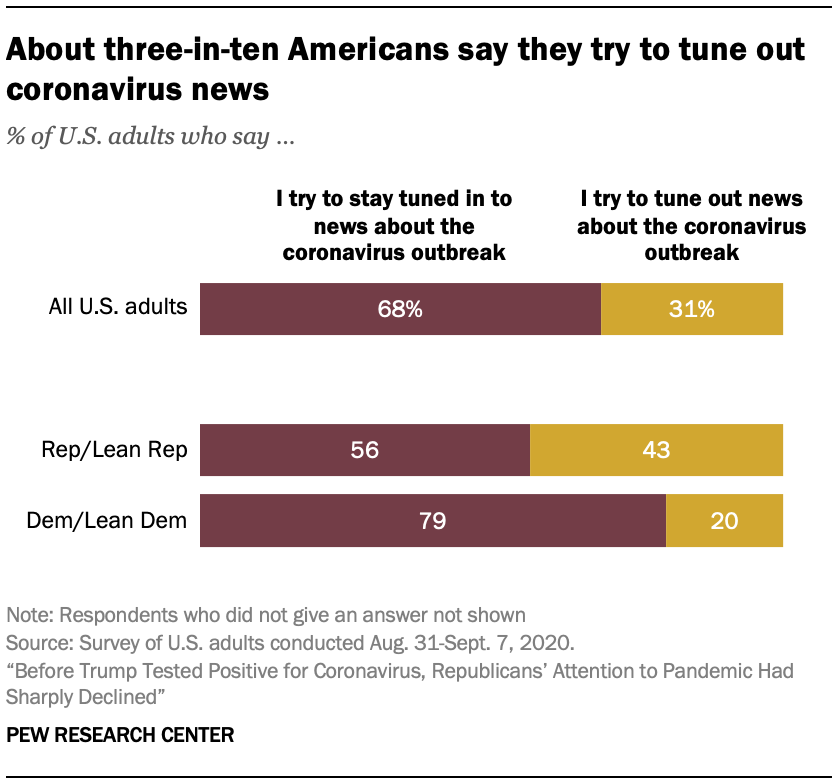 About three-in-ten Americans say they try to tune out
coronavirus news
% of U.S. adults who say ...
I try to stay tuned in to
news about the
coronavirus outbreak
I try to tune out news
about the coronavirus
outbreak
All U.S. adults
68%
31%
Rep/Lean Rep
56
43
Dem/Lean Dem
79
20
Note: Respondents who did not give an answer not shown
Source: Survey of U.S. adults conducted Aug. 31-Sept. 7, 2020.
“Before Trump Tested Positive for Coronavirus, Republicans’ Attention to Pandemic Had
Sharply Declined”
PEW RESEARCH CENTER